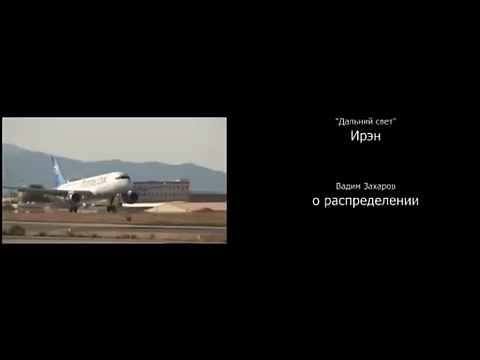 "Дальний свет"
Ирэн
Вадим Захаров
о распределении